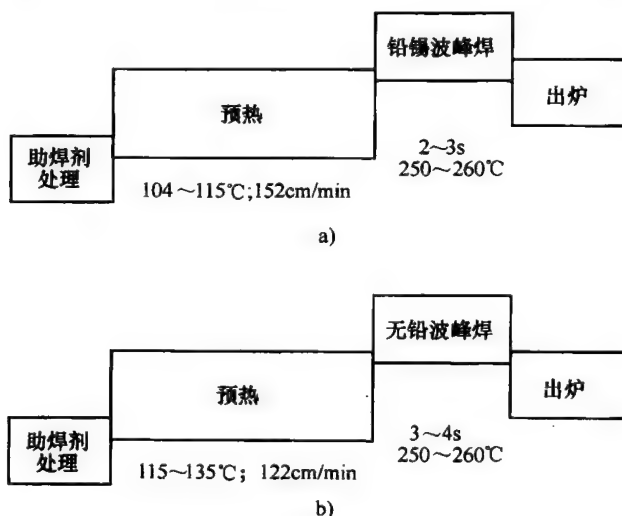 铅锡波峰焊
预热
出炉
助焊剂
处理
2~3s
250~260℃
104~115℃;152cm/min
a)
无铅波峰焊
预热
出炉
助焊剂
处理
3~4s
250~260℃
115~135℃；122cm/min
b)